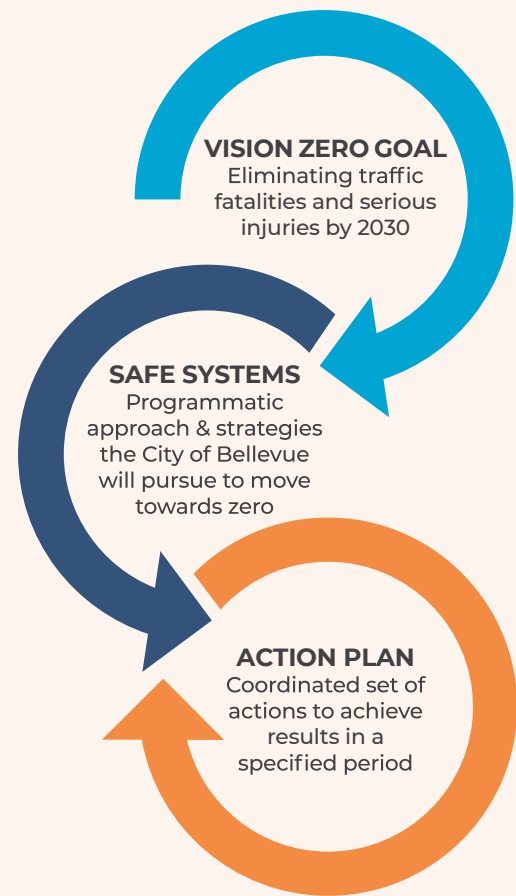 VISION ZERO GOAL
Eliminating traffic
fatalities and serious
injuries by 2030
SAFE SYSTEMS
Programmatic
approach & strategies
the City of Bellevue
will pursue to move
towards zero
ACTION PLAN
Coordinated set of
actions to achieve
results in a
specified period